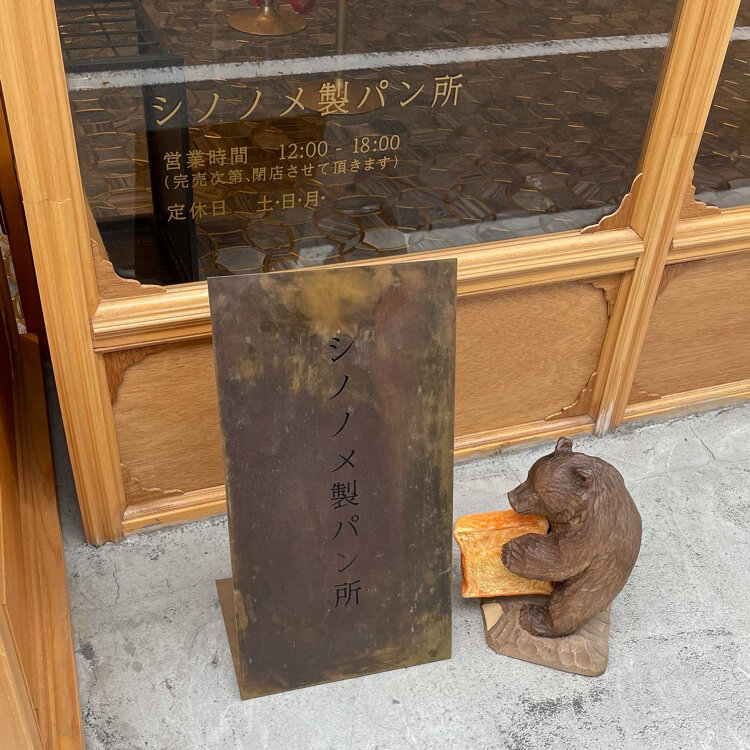 シノノメ製パン所
営業時間　12:00 - 18:00
(完売次第、閉店させて頂きます)
定休日　土・日・月・
シノノメ製パン所